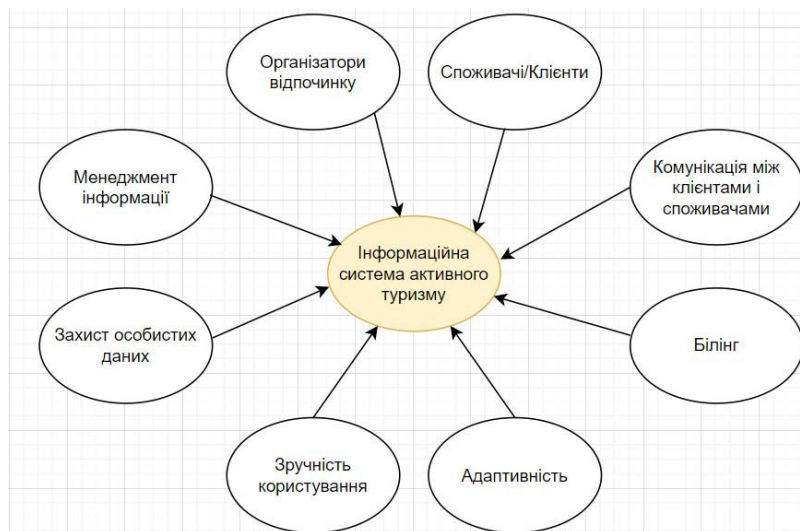 Організатори
відпочинку
Споживачі/Клієнти
Менеджмент
інформації
Комунікація між
клієнтами і
споживачами
Інформаційна
система активного
туризму
Захист особистих
даних
Білінг
Зручність
користування
Адаптивність